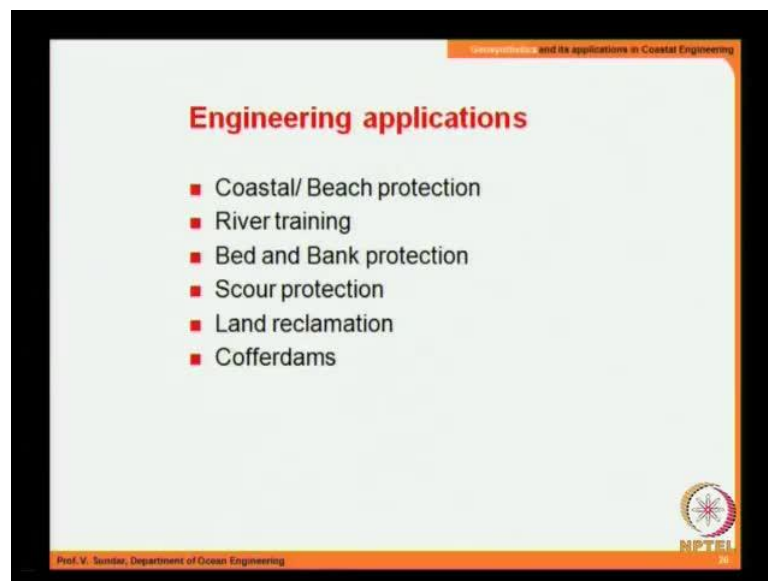 Geosynthetics and its applications in Coastal Engineering
Engineering applications
Coastal/ Beach protection
River training
Bed and Bank protection
Scour protection
Land reclamation
Cofferdams
NPTEL
Prof. V. Sundar, Department of Ocean Engineering